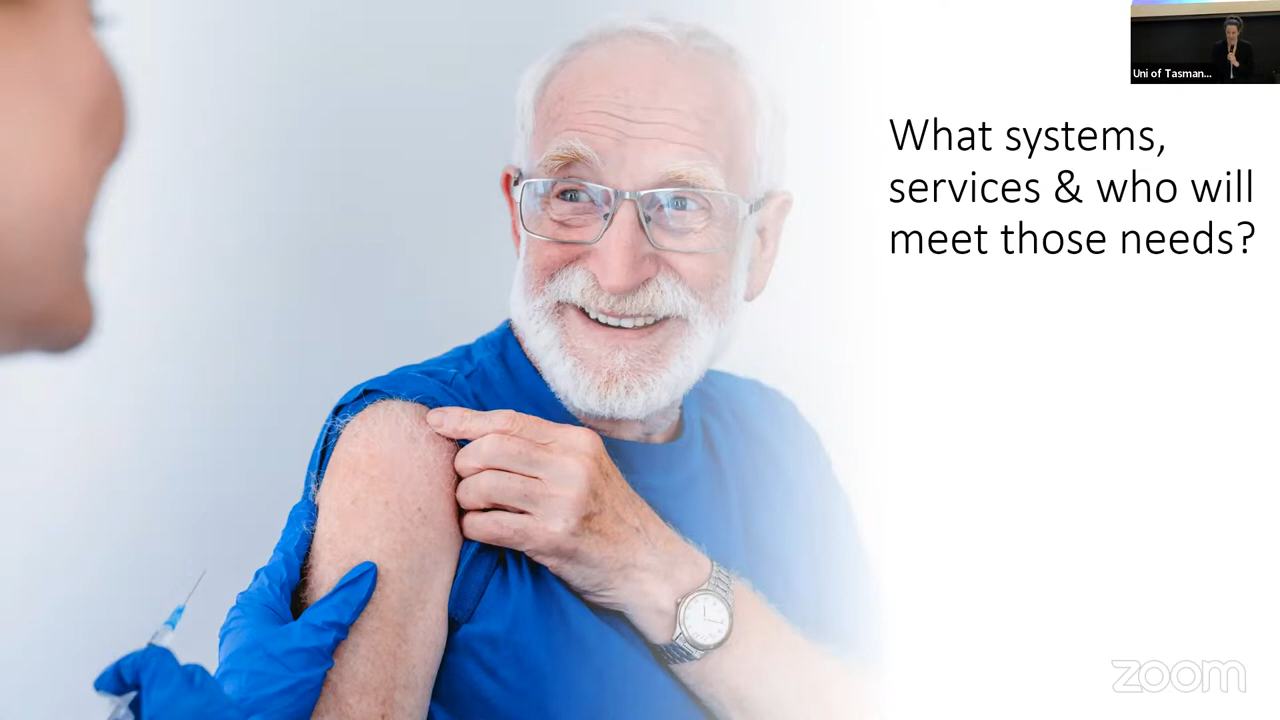 Uni of Tasman...
What systems,
services & who will
meet those needs?
zoom